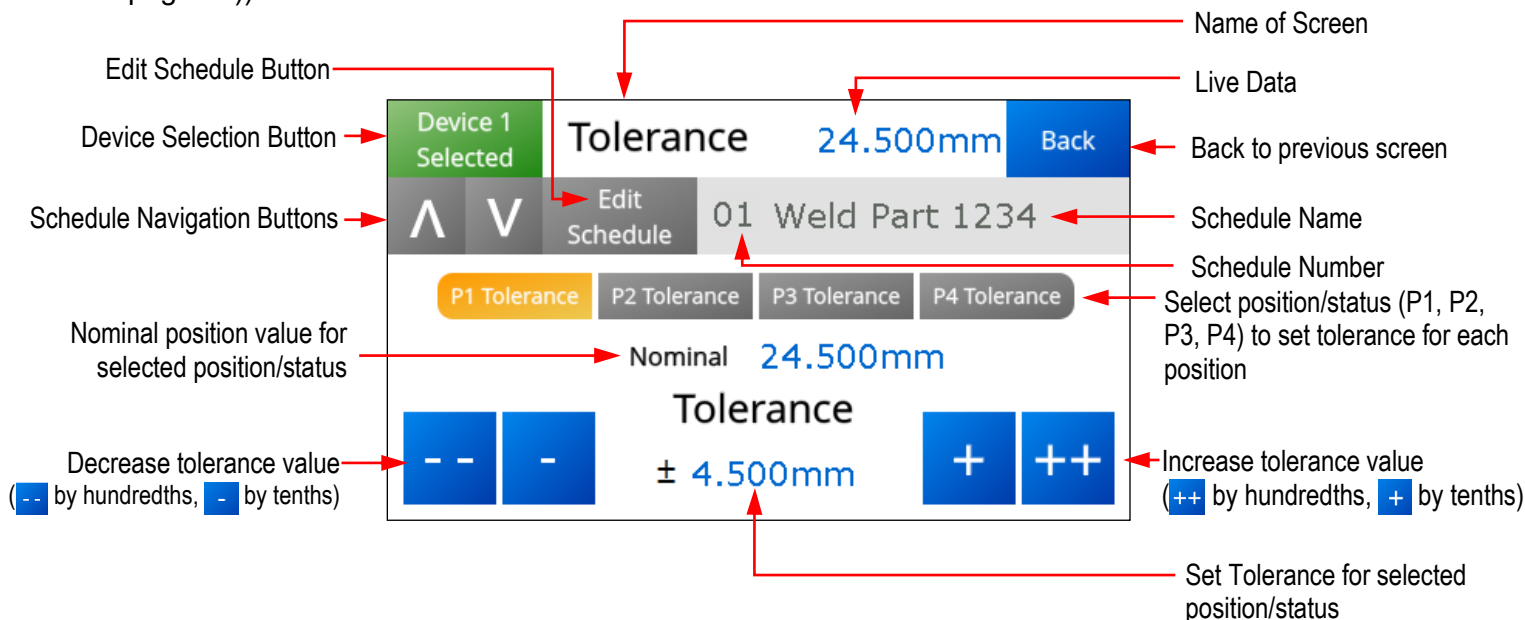 Name of Screen
Edit Schedule Button
Live Data
Device Selection Button
Device 1
Selected
Tolerance
24.500mm
Back
Back to previous screen
Schedule Navigation Buttons
Λ
V
Edit
Schedule
01 Weld Part 1234
Schedule Name
Schedule Number
P1 Tolerance
P2 Tolerance
P3 Tolerance
P4 Tolerance
Select position/status (P1, P2,
P3, P4) to set tolerance for each
position
Nominal position value for
selected position/status
Nominal 24.500mm
Tolerance
± 4.500mm
- -
-
+
++
Decrease tolerance value
(- - by hundredths, - by tenths)
Increase tolerance value
(++ by hundredths, + by tenths)
Set Tolerance for selected
position/status